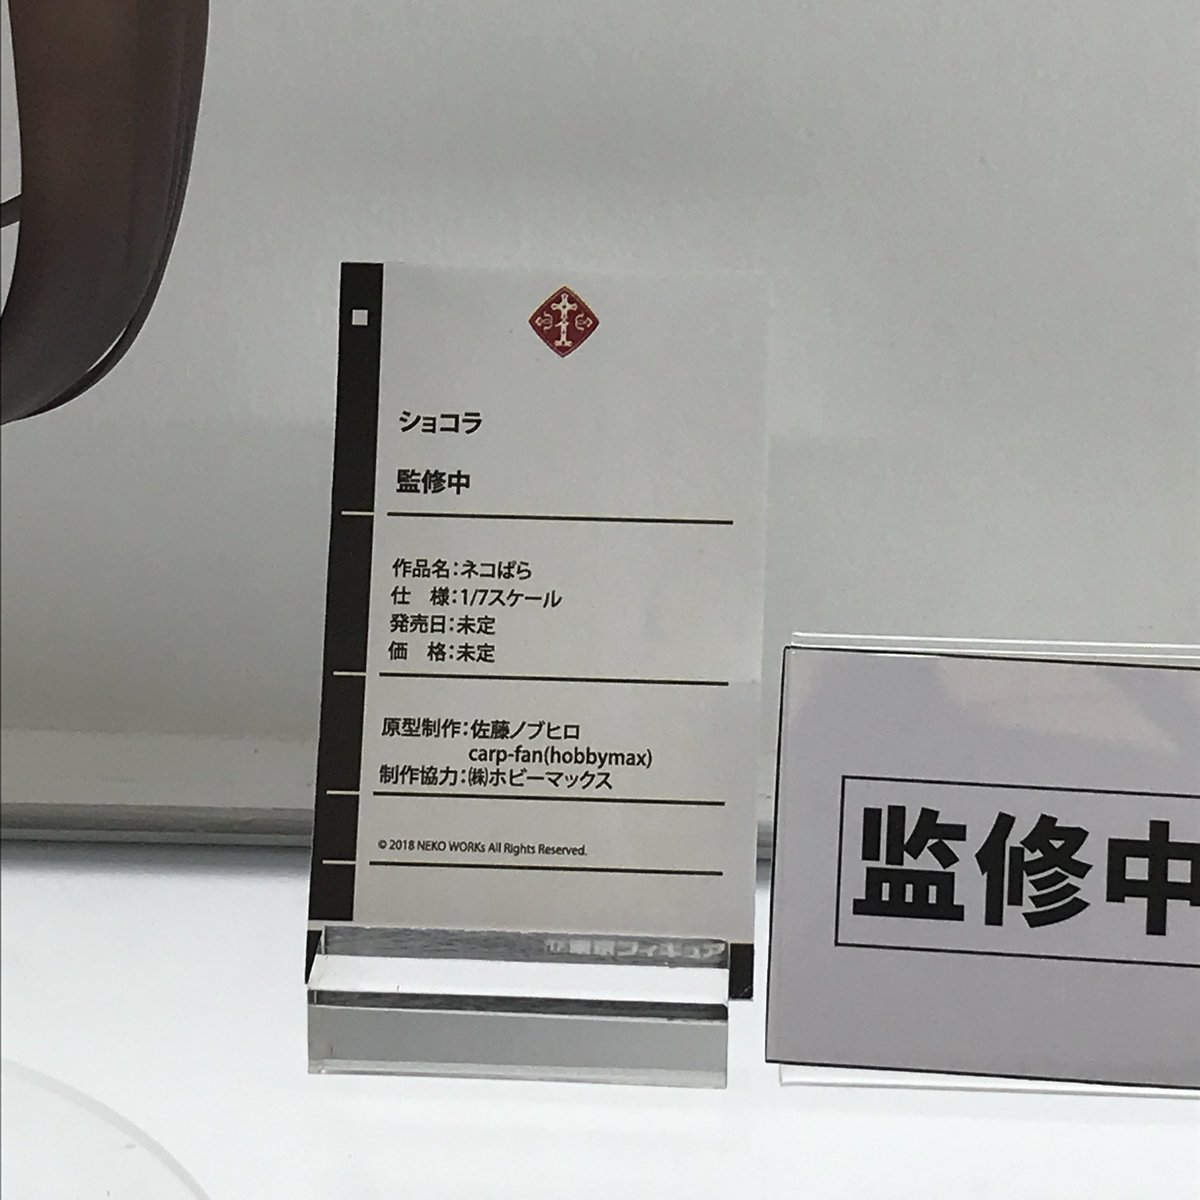 ショコラ
監修中
作品名:ネコぱら
仕　様:1/7スケール
発売日:未定
価　格:未定
原型制作:佐藤ノブヒロ
carp-fan(hobbymax)
制作協力:㈱ホビーマックス
© 2018 NEKO WORKs All Rights Reserved.
監修中